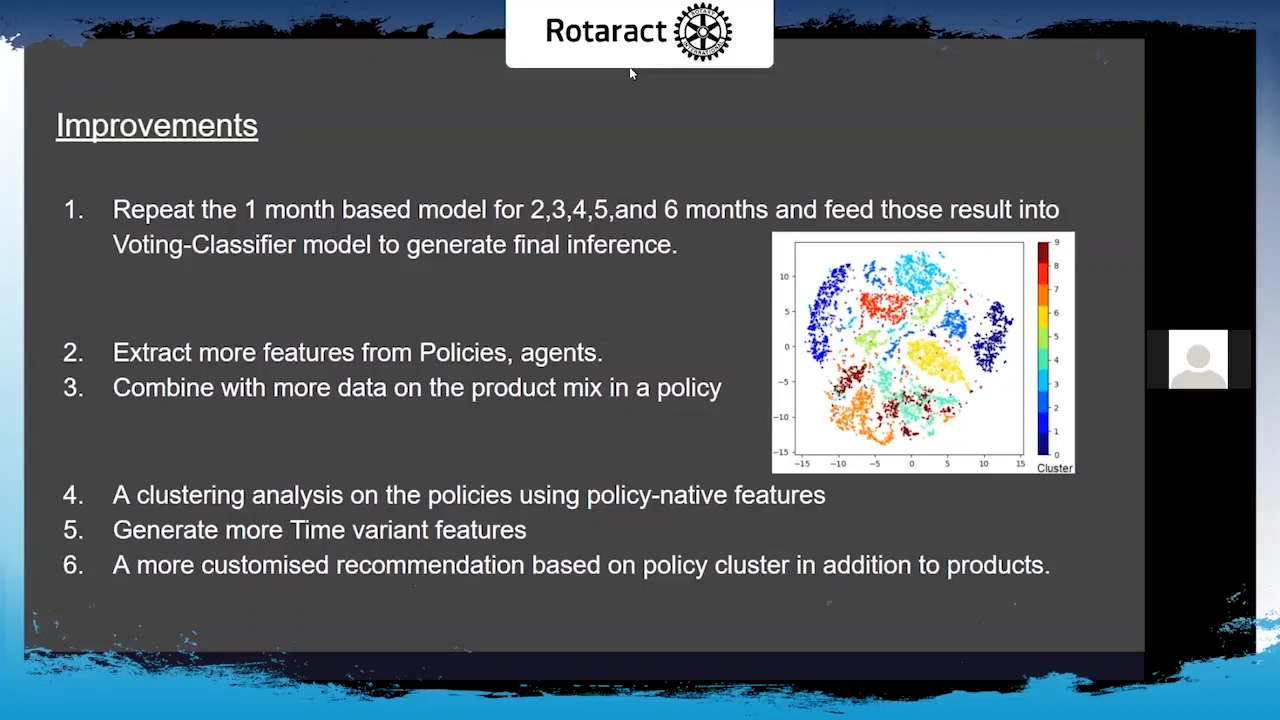 Rotaract
Improvements
1. Repeat the 1 month based model for 2,3,4,5,and 6 months and feed those result into
Voting-Classifier model to generate final inference.
2. Extract more features from Policies, agents.
3. Combine with more data on the product mix in a policy
10
5
0
−5
−10
−15
−15 −10 −5 0 5 10 15
9
8
7
6
5
4
3
2
1
0
Cluster
4. A clustering analysis on the policies using policy-native features
5. Generate more Time variant features
6. A more customised recommendation based on policy cluster in addition to products.